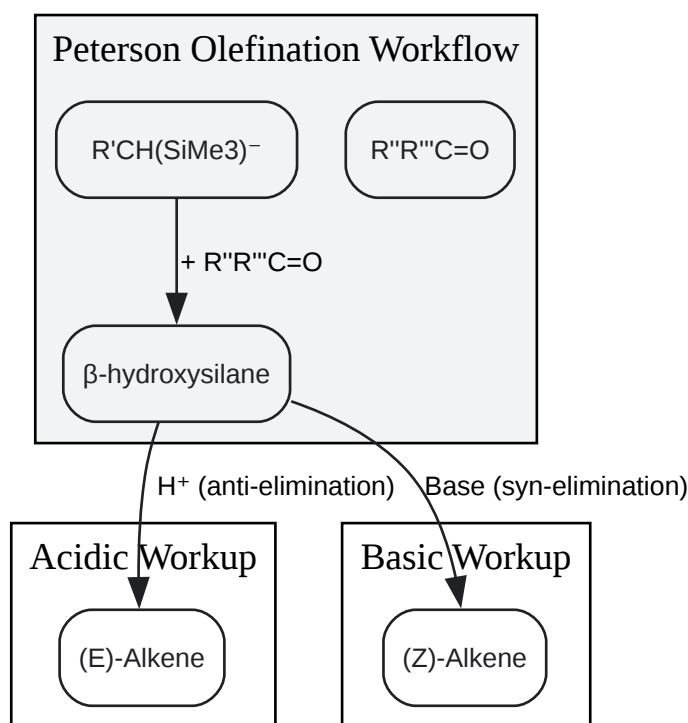 Peterson Olefination Workflow
R'CH(SiMe3)⁻
R''R'''C=O
+ R''R'''C=O
β-hydroxysilane
H⁺ (anti-elimination)
Base (syn-elimination)
Acidic Workup
Basic Workup
(E)-Alkene
(Z)-Alkene